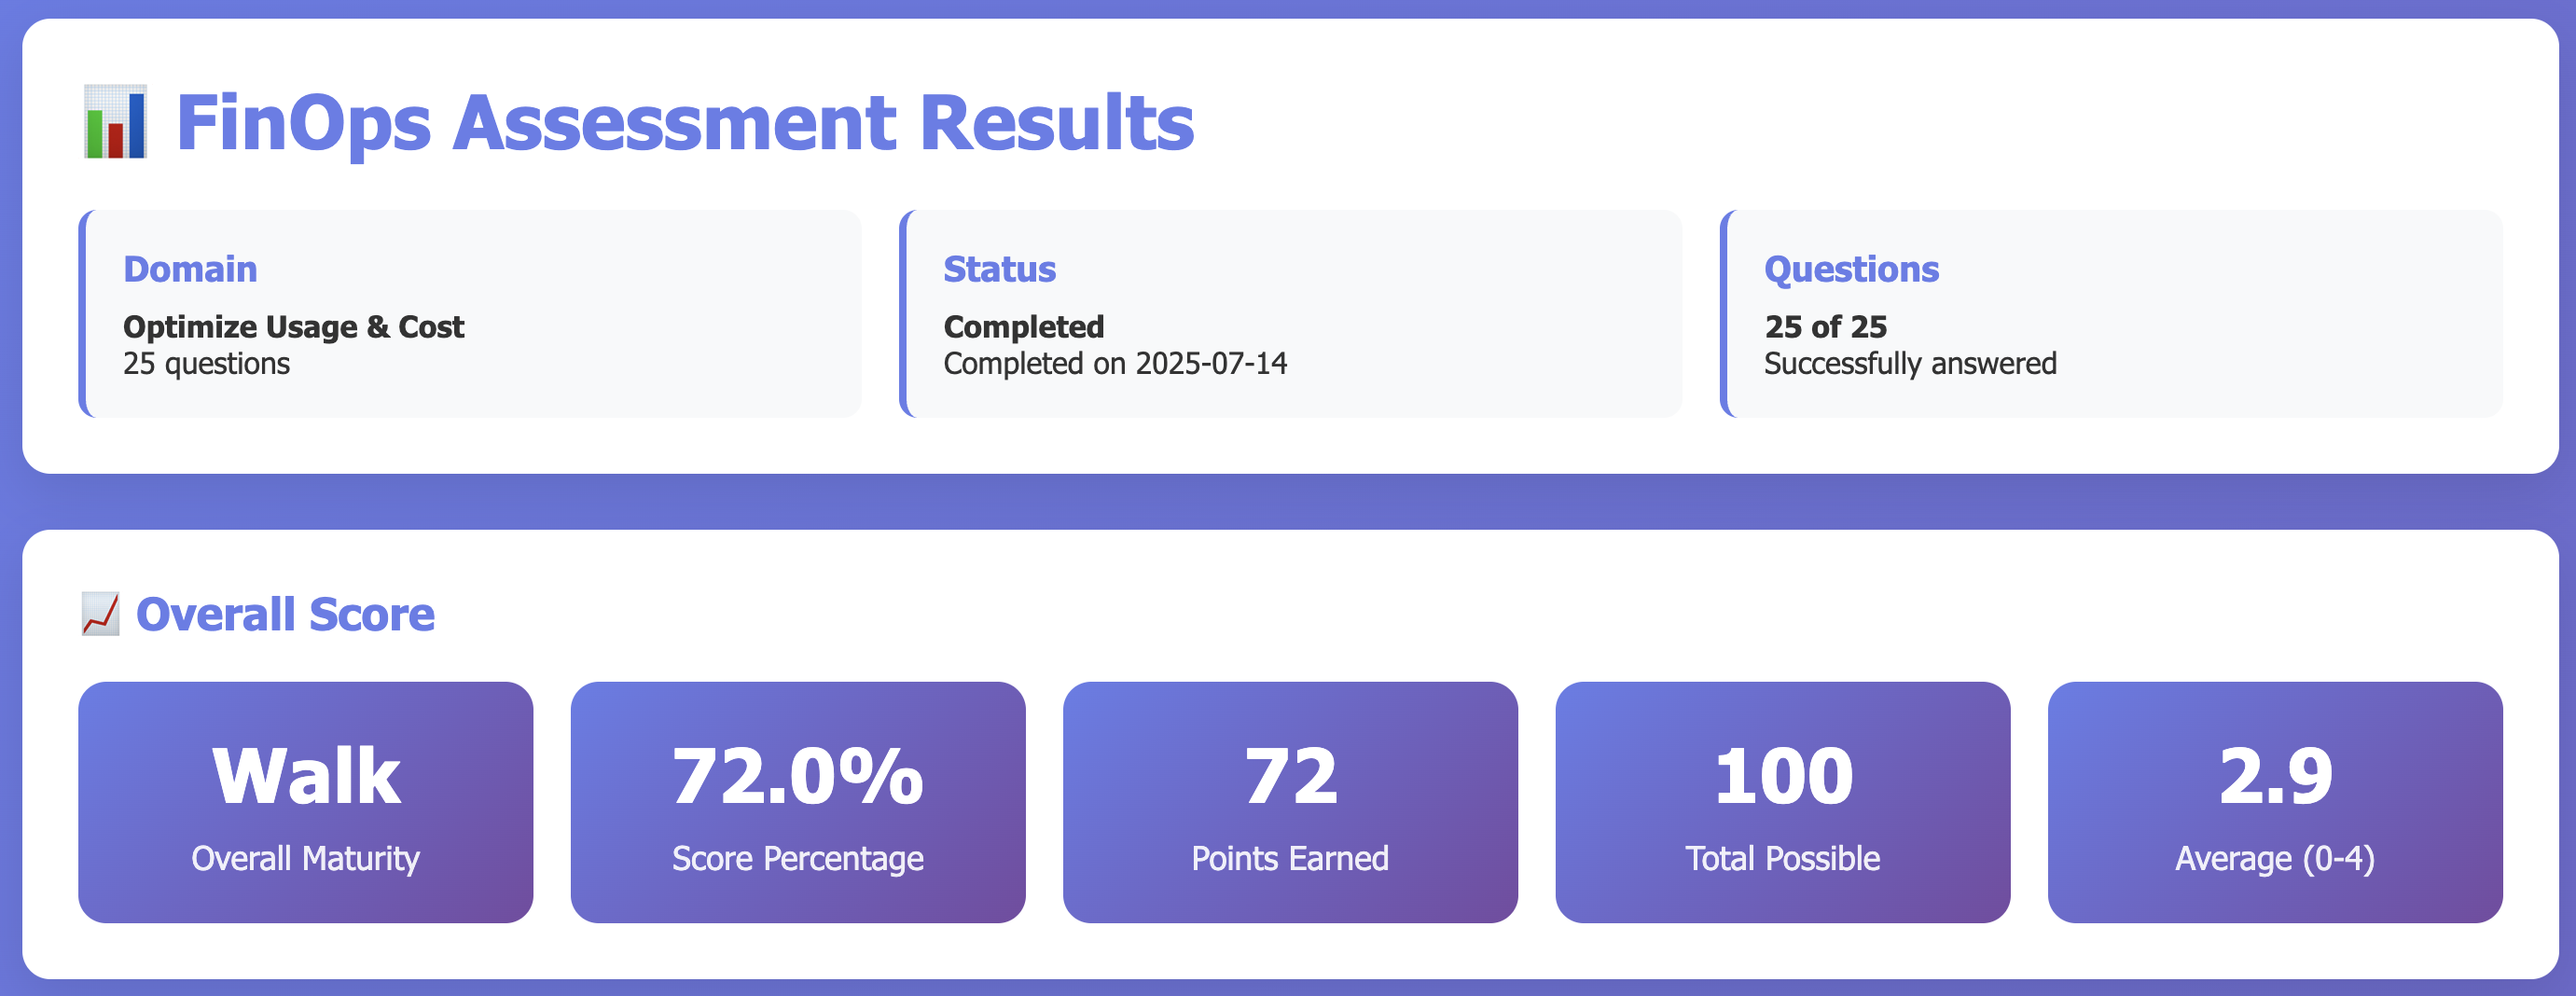 FinOps Assessment Results
Domain
Optimize Usage & Cost
25 questions
Status
Completed
Completed on 2025-07-14
Questions
25 of 25
Successfully answered
Overall Score
Walk
Overall Maturity
72.0%
Score Percentage
72
Points Earned
100
Total Possible
2.9
Average (0-4)